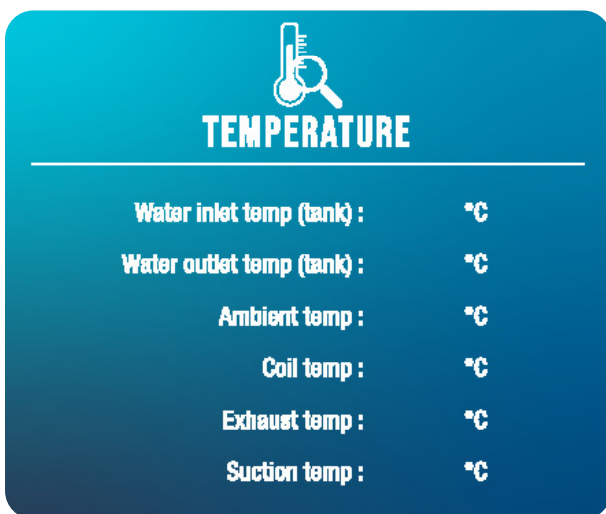 TEMPERATURE
Water inlet temp (tank) : °C
Water outlet temp (tank) : °C
Ambient temp : °C
Coil temp : °C
Exhaust temp : °C
Suction temp : °C